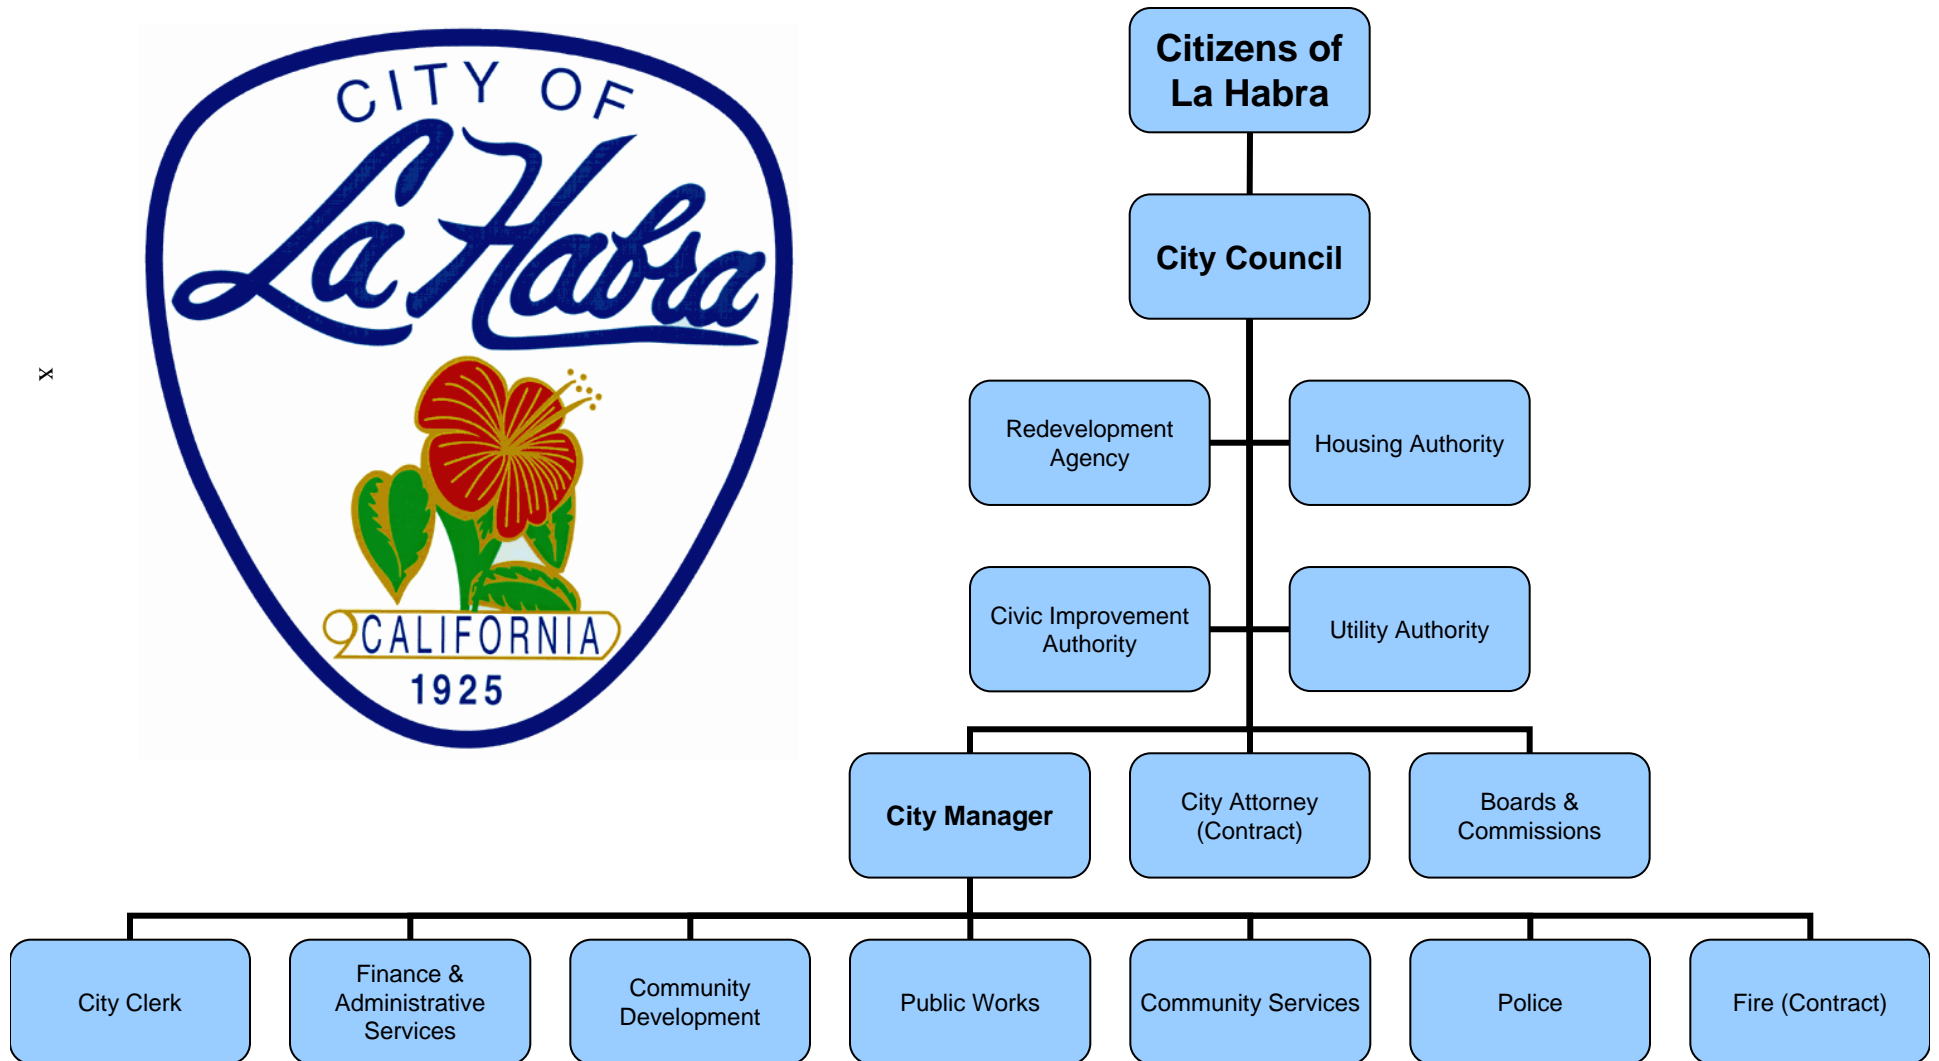 CITY OF
La Habra
CALIFORNIA
1925
x
Citizens of
La Habra
City Council
Redevelopment
Agency
Housing Authority
Civic Improvement
Authority
Utility Authority
City Manager
City Attorney
(Contract)
Boards &
Commissions
City Clerk
Finance &
Administrative
Services
Community
Development
Public Works
Community Services
Police
Fire (Contract)